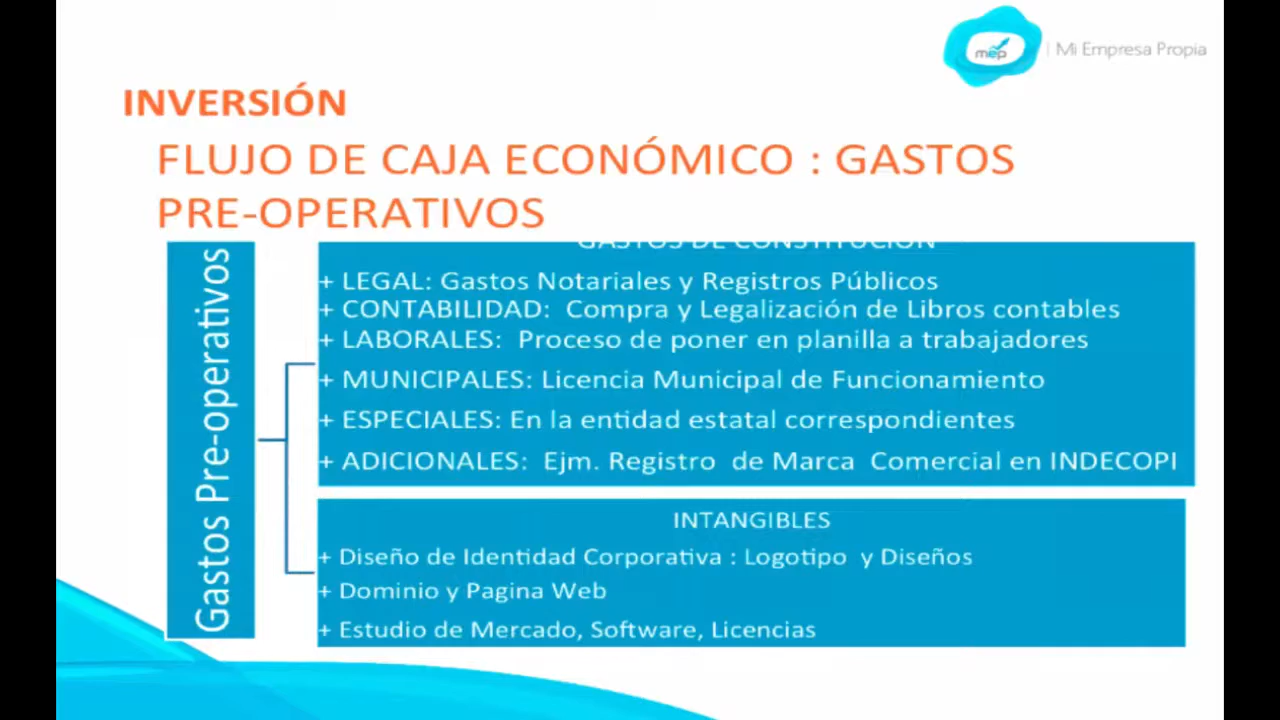 mep | Mi Empresa Propia
INVERSIÓN
FLUJO DE CAJA ECONÓMICO : GASTOS
PRE-OPERATIVOS
Gastos Pre-operativos
GASTOS DE CONSTITUCIÓN
+ LEGAL: Gastos Notariales y Registros Públicos
+ CONTABILIDAD: Compra y Legalización de Libros contables
+ LABORALES: Proceso de poner en planilla a trabajadores
+ MUNICIPALES: Licencia Municipal de Funcionamiento
+ ESPECIALES: En la entidad estatal correspondientes
+ ADICIONALES: Ejm. Registro de Marca Comercial en INDECOPI
INTANGIBLES
+ Diseño de Identidad Corporativa : Logotipo y Diseños
+ Dominio y Pagina Web
+ Estudio de Mercado, Software, Licencias